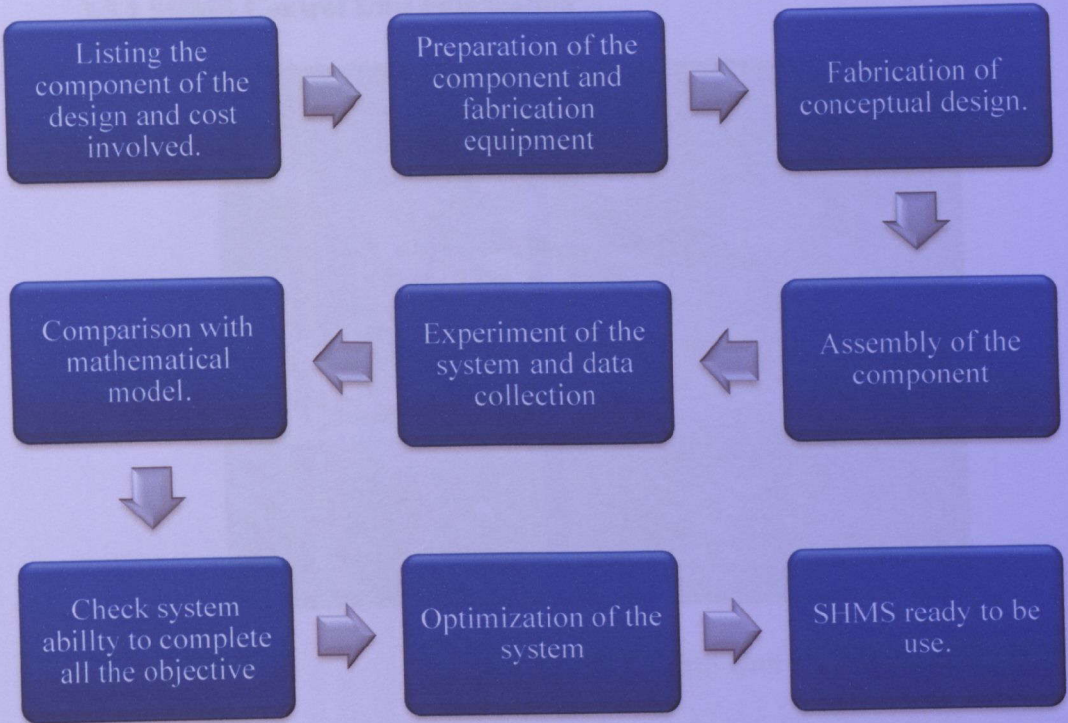 Listing the
component of the
design and cost
involved.
Preparation of the
component and
fabrication
equipment
Fabrication of
conceptual design.
Assembly of the
component
Experiment of the
system and data
collection
Comparison with
mathematical
model.
Check system
abillty to complete
all the objective
Optimization of the
system
SHMS ready to be
use.